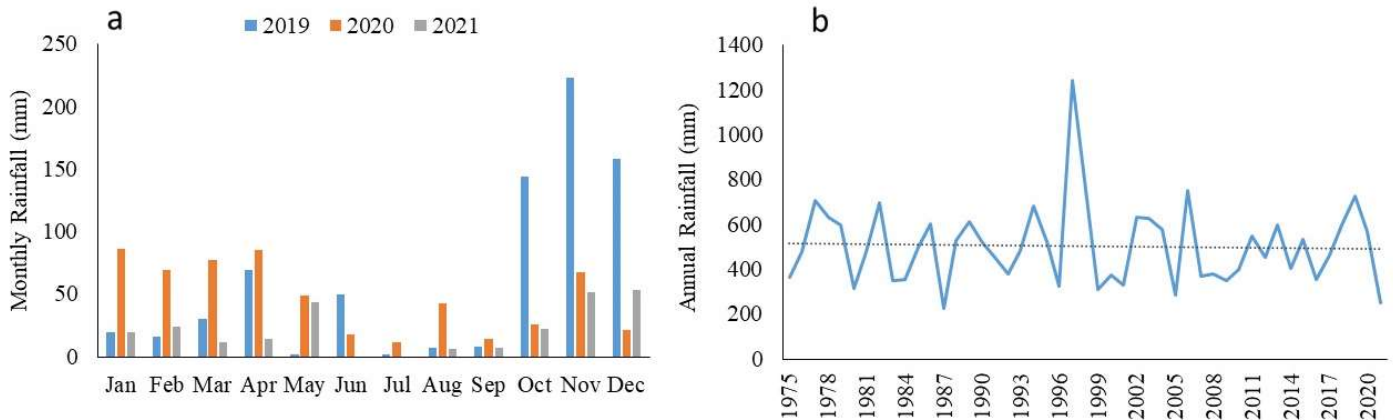 a
2019 2020 2021
Monthly Rainfall (mm)
250
200
150
100
50
0
Jan Feb Mar Apr May Jun Jul Aug Sep Oct Nov Dec
b
Annual Rainfall (mm)
1400
1200
1000
800
600
400
200
0
1975 1978 1981 1984 1987 1990 1993 1996 1999 2002 2005 2008 2011 2014 2017 2020